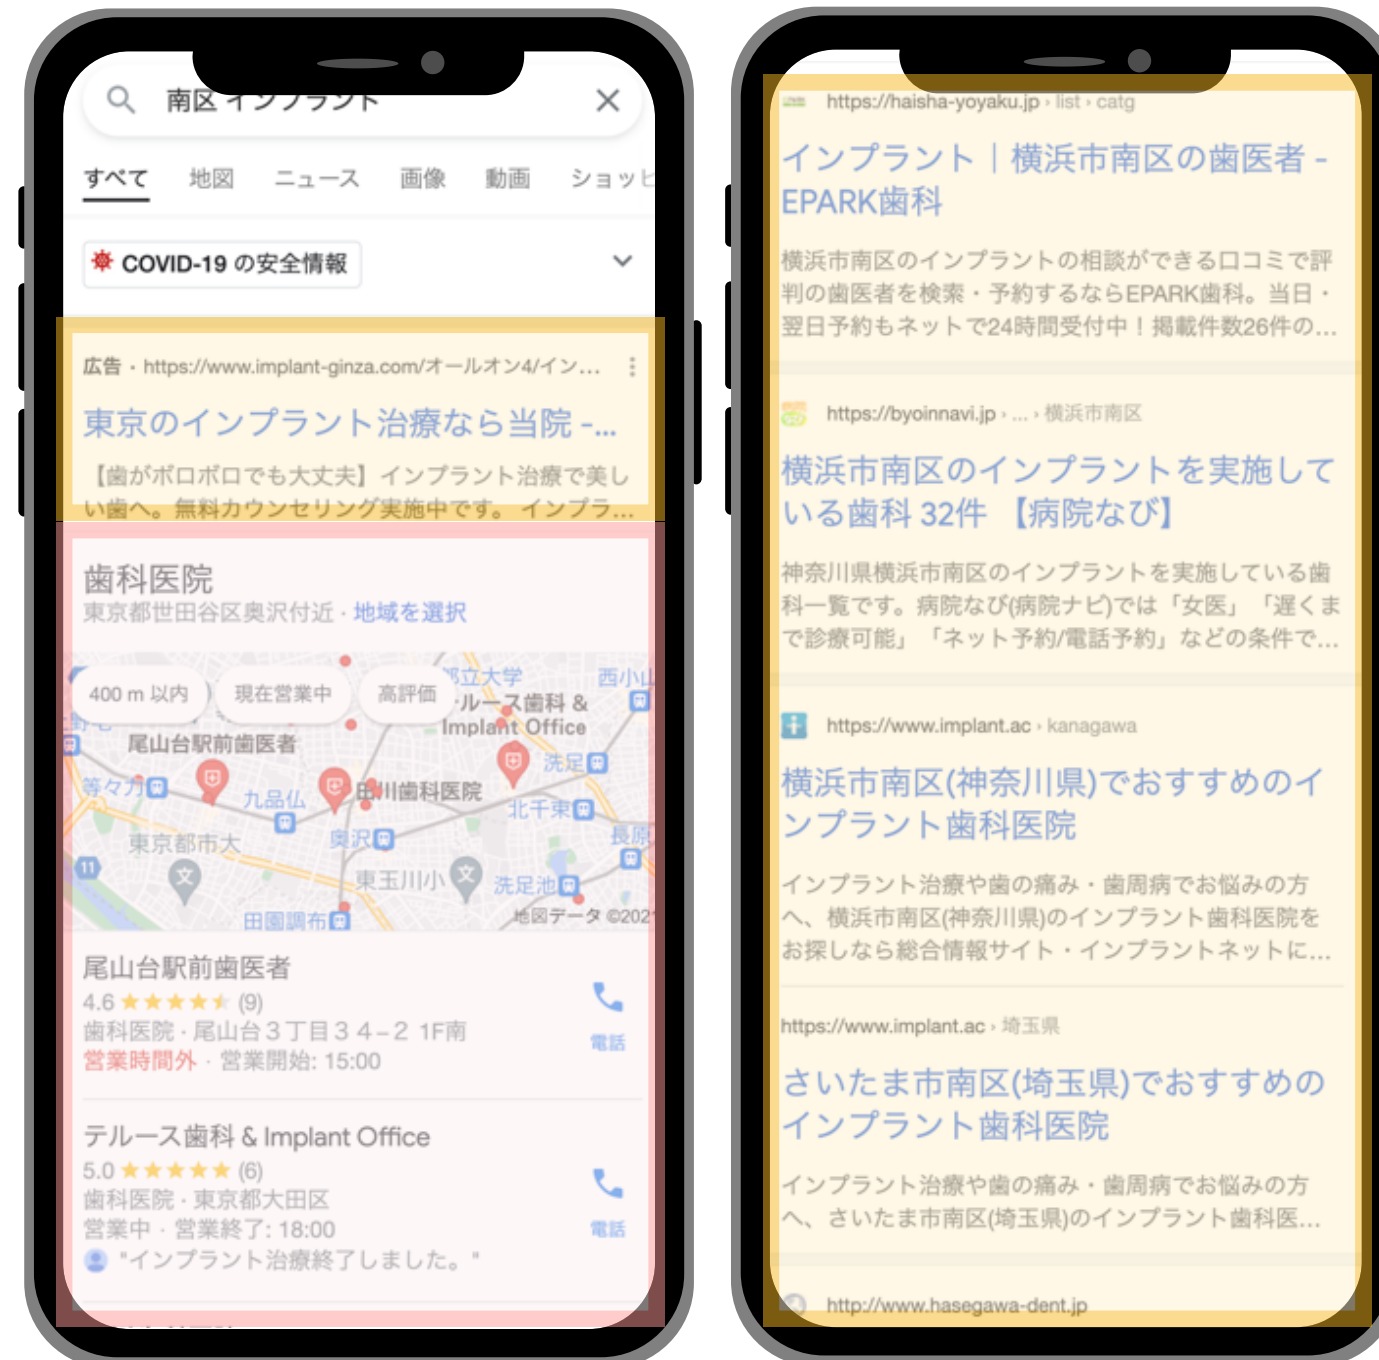 南区 インプラント
すべて 地図 ニュース 画像 動画 ショッピ
COVID-19 の安全情報
広告・https://www.implant-ginza.com/オールオン4/イン...
東京のインプラント治療なら当院 -...
【歯がボロボロでも大丈夫】インプラント治療で美し
い歯へ。無料カウンセリング実施中です。 インプラ...
歯科医院
東京都世田谷区奥沢付近・地域を選択
400 m 以内 現在営業中 高評価
都立大学
西小山
テルース歯科 &
Implant Office
尾山台駅前歯医者
洗足
等々力
九品仏
田川歯科医院
北千束
東京都市大
奥沢
長原
11
東玉川小
洗足池
田園調布
地図データ ©2021
尾山台駅前歯医者
4.6 ★★★★★ (9)
歯科医院・尾山台3丁目34−2 1F南
営業時間外・営業開始: 15:00
電話
テルース歯科 & Implant Office
5.0 ★★★★★ (6)
歯科医院・東京都大田区
営業中・営業終了: 18:00
電話
"インプラント治療終了しました。"
https://haisha-yoyaku.jp › list › catg
インプラント｜横浜市南区の歯医者 -
EPARK歯科
横浜市南区のインプラントの相談ができる口コミで評
判の歯医者を検索・予約するならEPARK歯科。当日・
翌日予約もネットで24時間受付中！掲載件数26件の...
https://byoinnavi.jp › ... › 横浜市南区
横浜市南区のインプラントを実施して
いる歯科 32件 【病院なび】
神奈川県横浜市南区のインプラントを実施している歯
科一覧です。病院なび(病院ナビ)では「女医」「遅くま
で診療可能」「ネット予約/電話予約」などの条件で...
https://www.implant.ac › kanagawa
横浜市南区(神奈川県)でおすすめのイ
ンプラント歯科医院
インプラント治療や歯の痛み・歯周病でお悩みの方
へ、横浜市南区(神奈川県)のインプラント歯科医院を
お探しなら総合情報サイト・インプラントネットに...
https://www.implant.ac › 埼玉県
さいたま市南区(埼玉県)でおすすめの
インプラント歯科医院
インプラント治療や歯の痛み・歯周病でお悩みの方
へ、さいたま市南区(埼玉県)のインプラント歯科医...
http://www.hasegawa-dent.jp